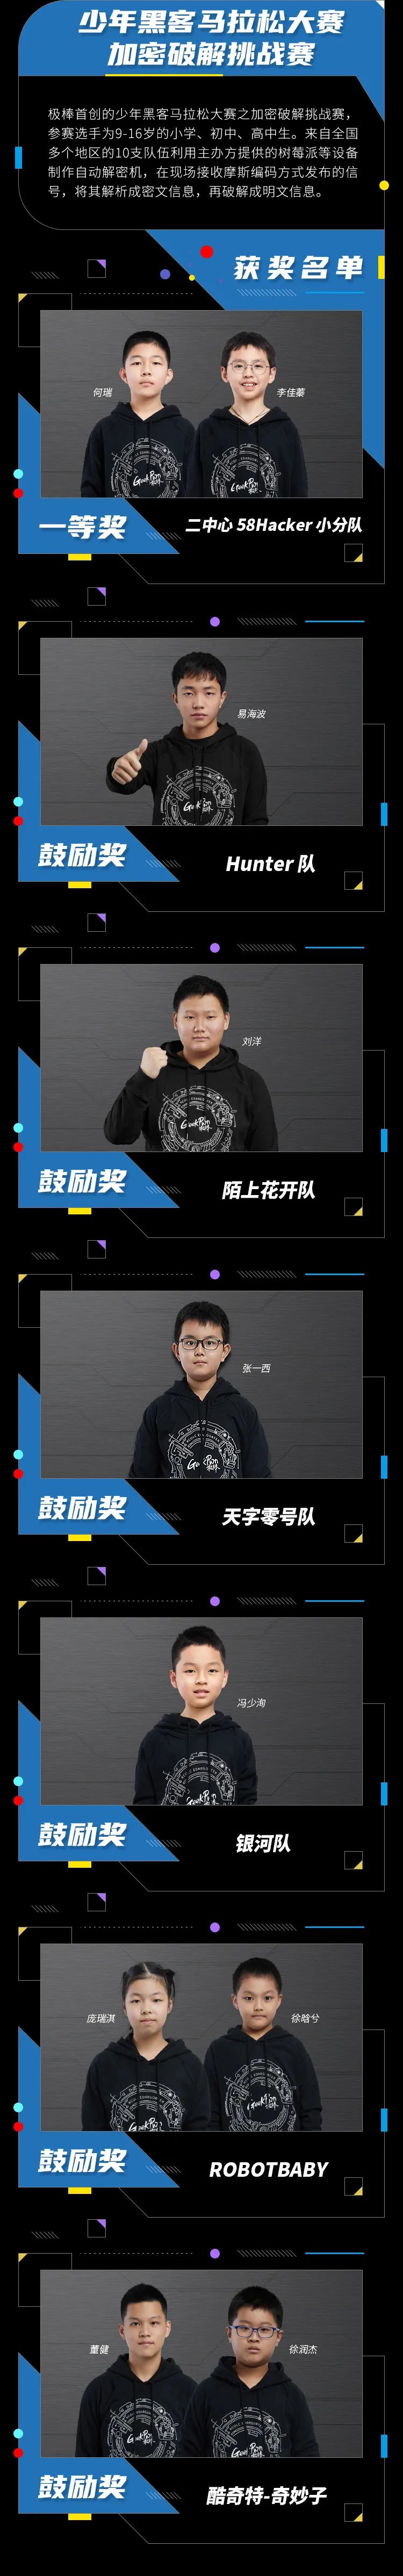 少年黑客马拉松大赛
加密破解挑战赛
极棒首创的少年黑客马拉松大赛之加密破解挑战赛，
参赛选手为9-16岁的小学、初中、高中生。来自全国
多个地区的10支队伍利用主办方提供的树莓派等设备
制作自动解密机，在现场接收摩斯编码方式发布的信
号，将其解析成密文信息，再破解成明文信息。
获奖名单
何瑞
李佳蓁
一等奖
二中心 58Hacker 小分队
易海波
鼓励奖
Hunter 队
刘洋
鼓励奖
陌上花开队
张一西
鼓励奖
天字零号队
冯少洵
鼓励奖
银河队
庞瑞淇
徐晗兮
鼓励奖
ROBOTBABY
董健
徐润杰
鼓励奖
酷奇特-奇妙子